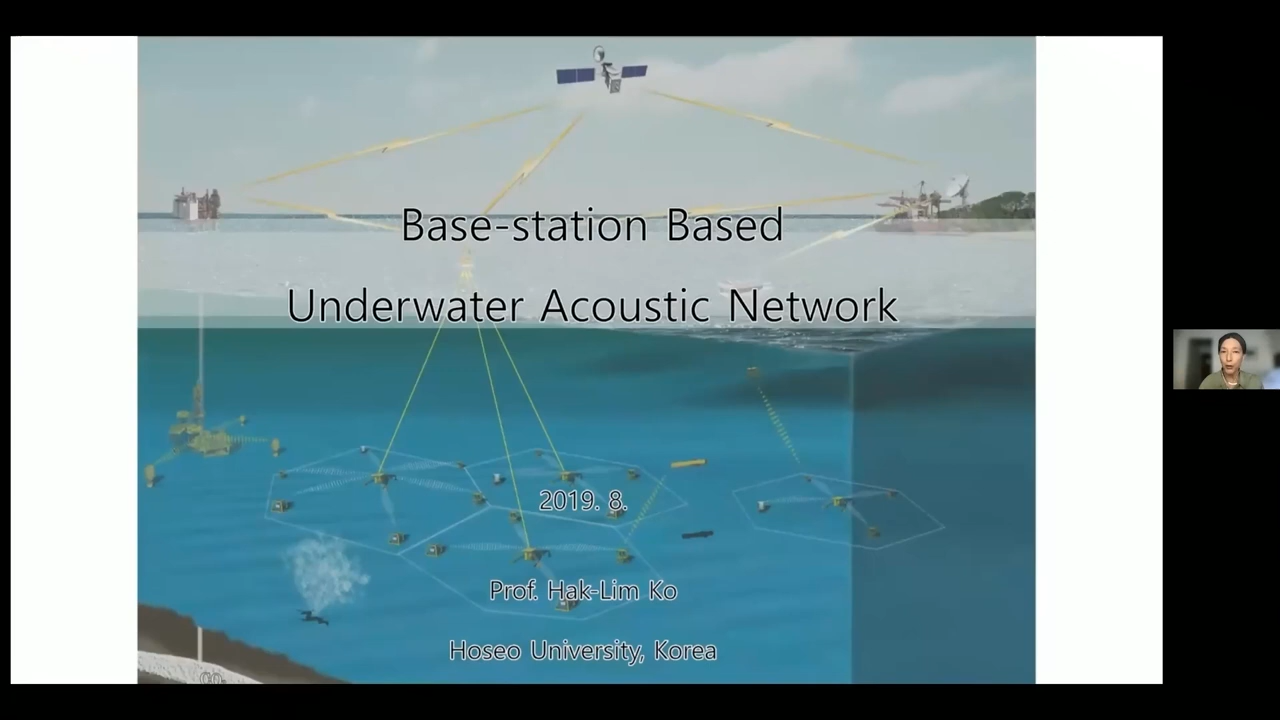 Base-station Based
Underwater Acoustic Network
2019. 8.
Prof. Hak-Lim Ko
Hoseo University, Korea